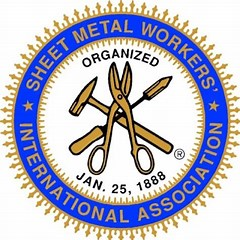 SHEET METAL WORKERS'
INTERNATIONAL ASSOCIATION
ORGANIZED
JAN. 25, 1888
®